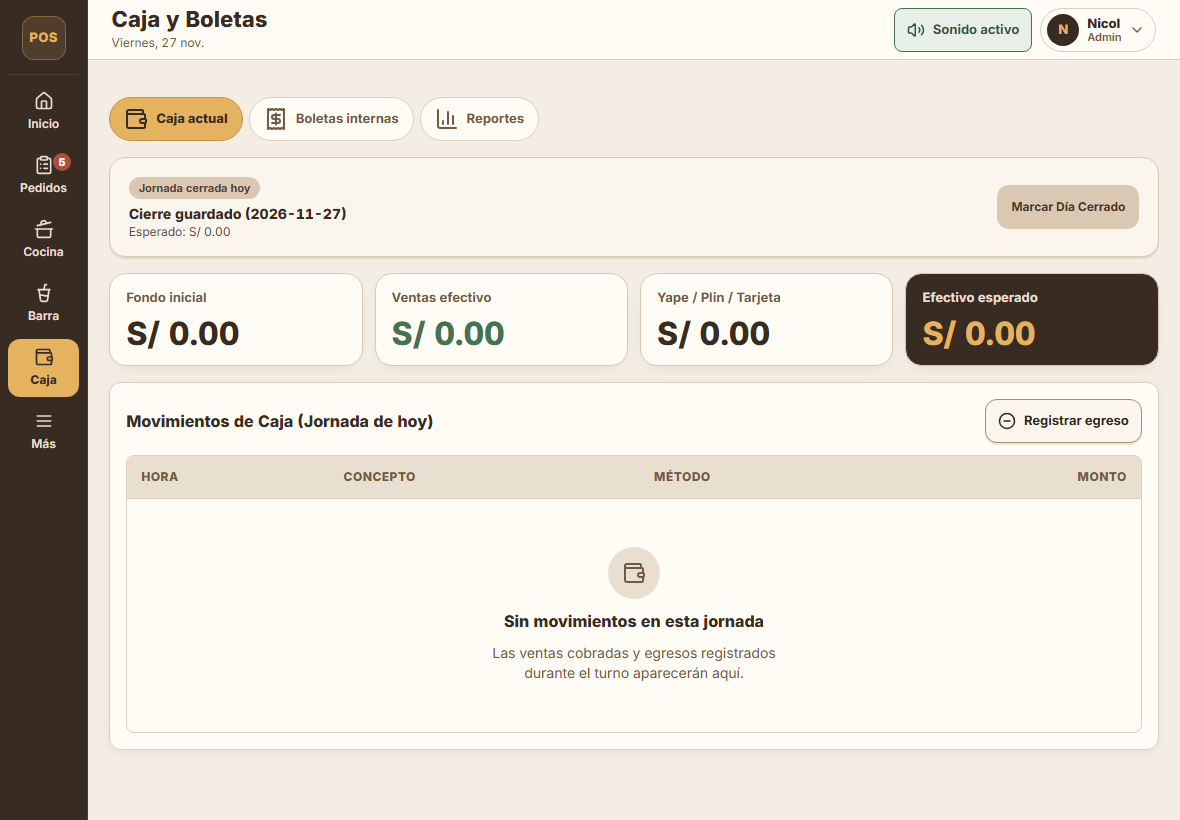 POS
Caja y Boletas
Viernes, 27 nov.
Sonido activo
N
Nicol
Admin
Inicio
5
Pedidos
Cocina
Barra
Caja
Más
Caja actual
Boletas internas
Reportes
Jornada cerrada hoy
Cierre guardado (2026-11-27)
Esperado: S/ 0.00
Marcar Día Cerrado
Fondo inicial
S/ 0.00
Ventas efectivo
S/ 0.00
Yape / Plin / Tarjeta
S/ 0.00
Efectivo esperado
S/ 0.00
Movimientos de Caja (Jornada de hoy)
Registrar egreso
HORA CONCEPTO MÉTODO MONTO
Sin movimientos en esta jornada
Las ventas cobradas y egresos registrados
durante el turno aparecerán aquí.